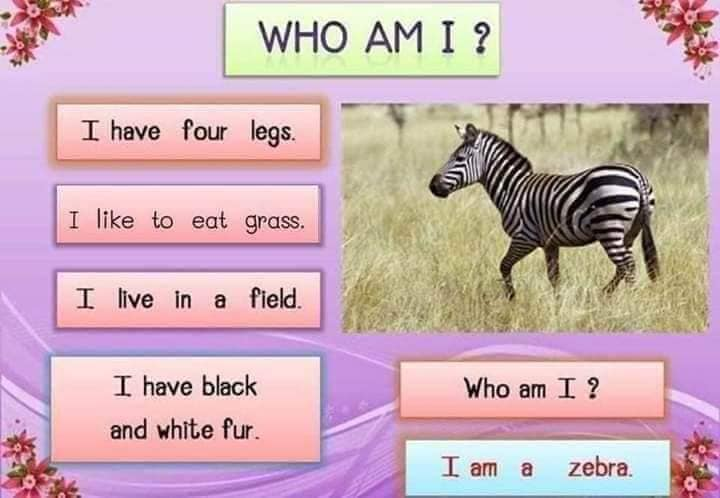 WHO AM I ?
I have four legs.
I like to eat grass.
I live in a field.
I have black
and white fur.
Who am I ?
I am a zebra.